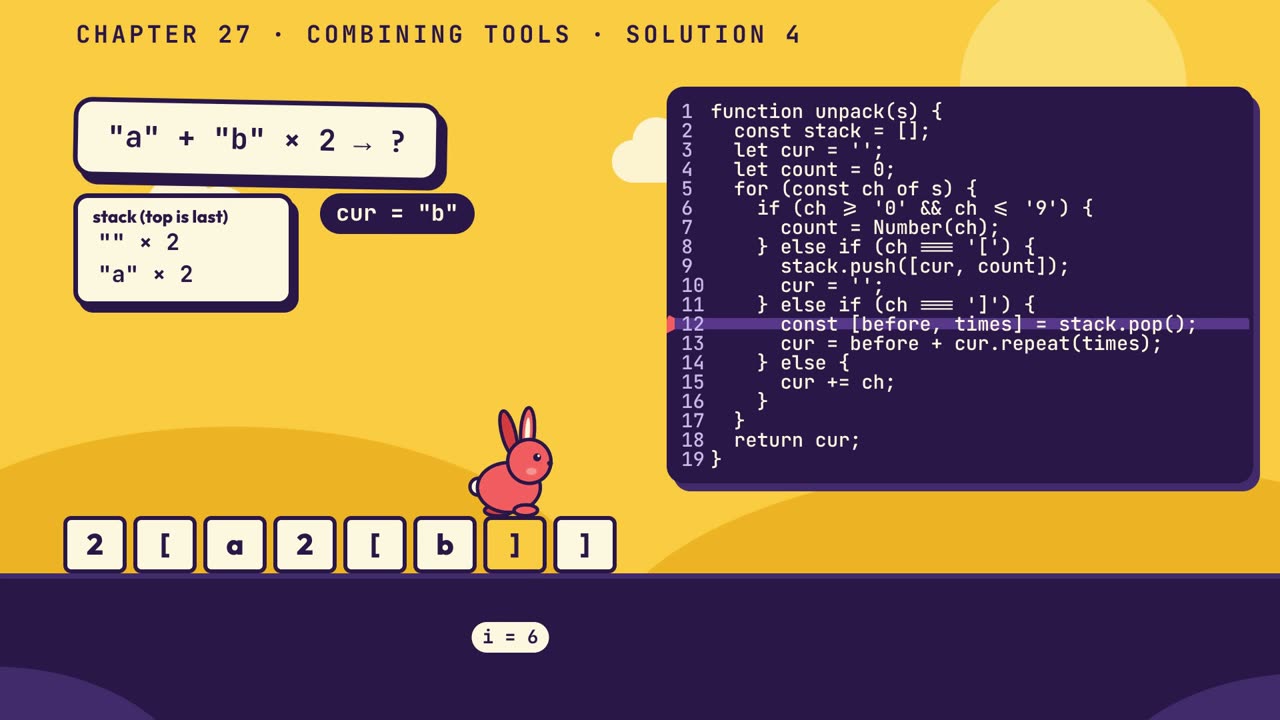 CHAPTER 27 · COMBINING TOOLS · SOLUTION 4
"a" + "b" × 2 → ?
stack (top is last)
"" × 2
"a" × 2
cur = "b"
1 function unpack(s) {
2   const stack = [];
3   let cur = '';
4   let count = 0;
5   for (const ch of s) {
6     if (ch >= '0' && ch <= '9') {
7       count = Number(ch);
8     } else if (ch === '[') {
9       stack.push([cur, count]);
10       cur = '';
11     } else if (ch === ']') {
12       const [before, times] = stack.pop();
13       cur = before + cur.repeat(times);
14     } else {
15       cur += ch;
16     }
17   }
18   return cur;
19 }
2 [ a 2 [ b ] ]
i = 6